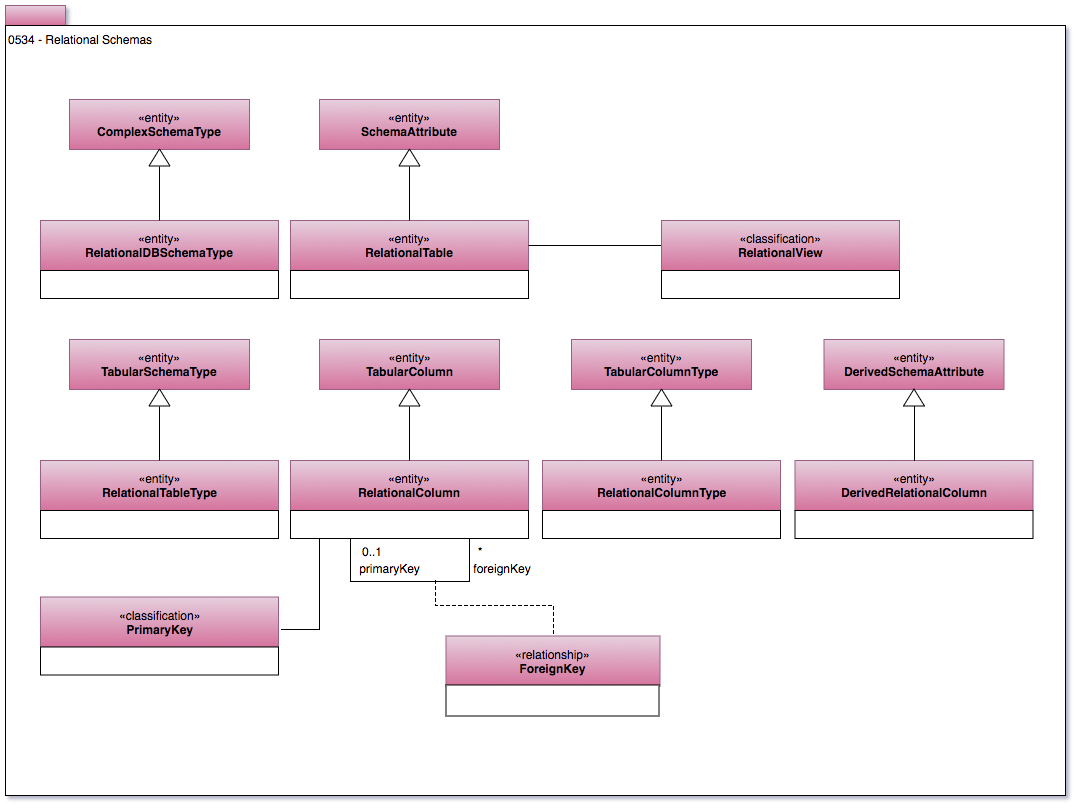 0534 - Relational Schemas
«entity»
ComplexSchemaType
«entity»
SchemaAttribute
«entity»
RelationalDBSchemaType
«entity»
RelationalTable
«classification»
RelationalView
«entity»
TabularSchemaType
«entity»
TabularColumn
«entity»
TabularColumnType
«entity»
DerivedSchemaAttribute
«entity»
RelationalTableType
«entity»
RelationalColumn
«entity»
RelationalColumnType
«entity»
DerivedRelationalColumn
0..1
*
primaryKey
foreignKey
«classification»
PrimaryKey
«relationship»
ForeignKey